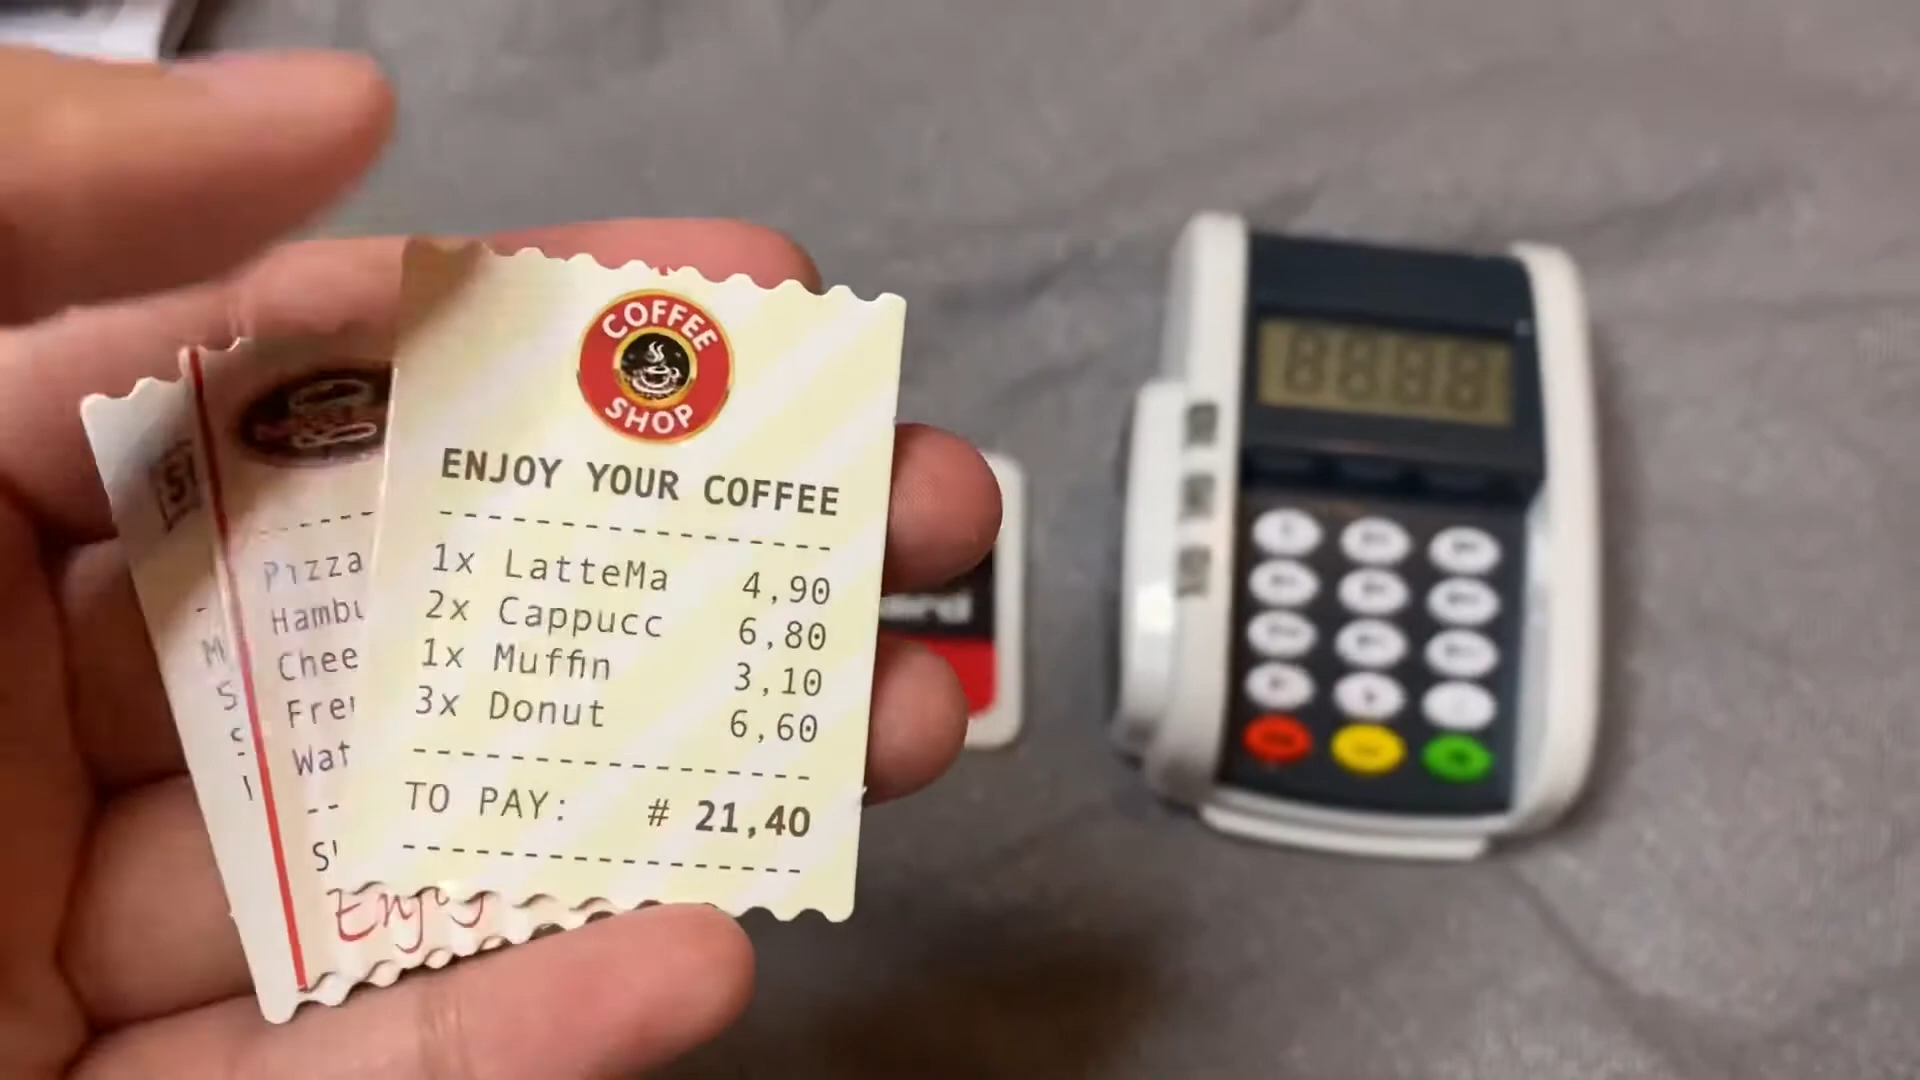 COFFEE
SHOP
ENJOY YOUR COFFEE
1x LatteMa 4,90
2x Cappucc 6,80
1x Muffin 3,10
3x Donut 6,60
TO PAY: # 21,40
Pizza
Hambu
Chee
Fre
Wat
Enjoy